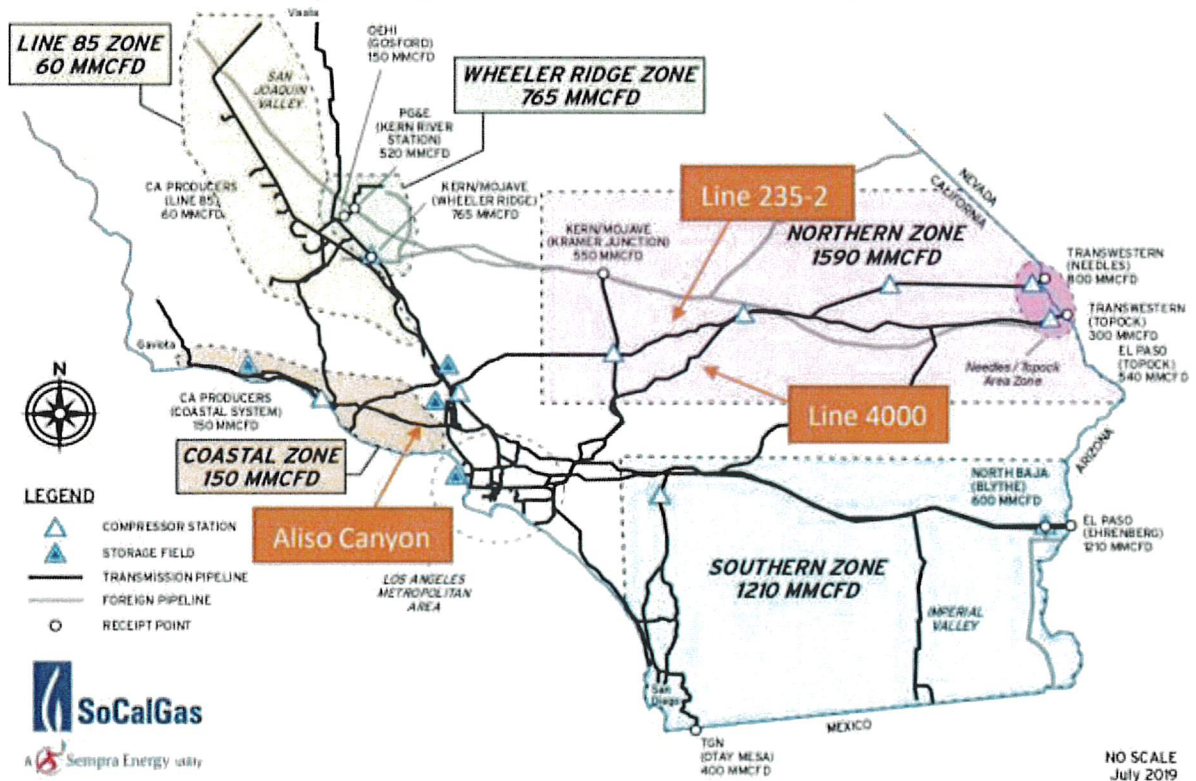 Visalia
OEHI
(GOSFORD)
150 MMCFD
LINE 85 ZONE
60 MMCFD
SAN
JOAQUIN
VALLEY
WHEELER RIDGE ZONE
765 MMCFD
PG&E
(KERN RIVER
STATION)
520 MMCFD
CA PRODUCERS
(LINE 85)
60 MMCFD
KERN/MOJAVE
(WHEELER RIDGE)
765 MMCFD
Line 235-2
NEVADA
CALIFORNIA
KERN/MOJAVE
(KRAMER JUNCTION)
550 MMCFD
NORTHERN ZONE
1590 MMCFD
TRANSWESTERN
(NEEDLES)
800 MMCFD
TRANSWESTERN
(TOPOCK)
300 MMCFD
EL PASO
(TOPOCK)
540 MMCFD
Needles / Topock
Area Zone
Gaviota
N
CA PRODUCERS
(COASTAL SYSTEM)
150 MMCFD
Line 4000
COASTAL ZONE
150 MMCFD
ARIZONA
NORTH BAJA
(BLYTHE)
600 MMCFD
EL PASO
(EHRENBERG)
1210 MMCFD
LEGEND
COMPRESSOR STATION
STORAGE FIELD
TRANSMISSION PIPELINE
FOREIGN PIPELINE
RECEIPT POINT
Aliso Canyon
LOS ANGELES
METROPOLITAN
AREA
SOUTHERN ZONE
1210 MMCFD
IMPERIAL
VALLEY
San
Diego
MEXICO
TGN
(OTAY MESA)
400 MMCFD
SoCalGas
A Sempra Energy utility
NO SCALE
July 2019